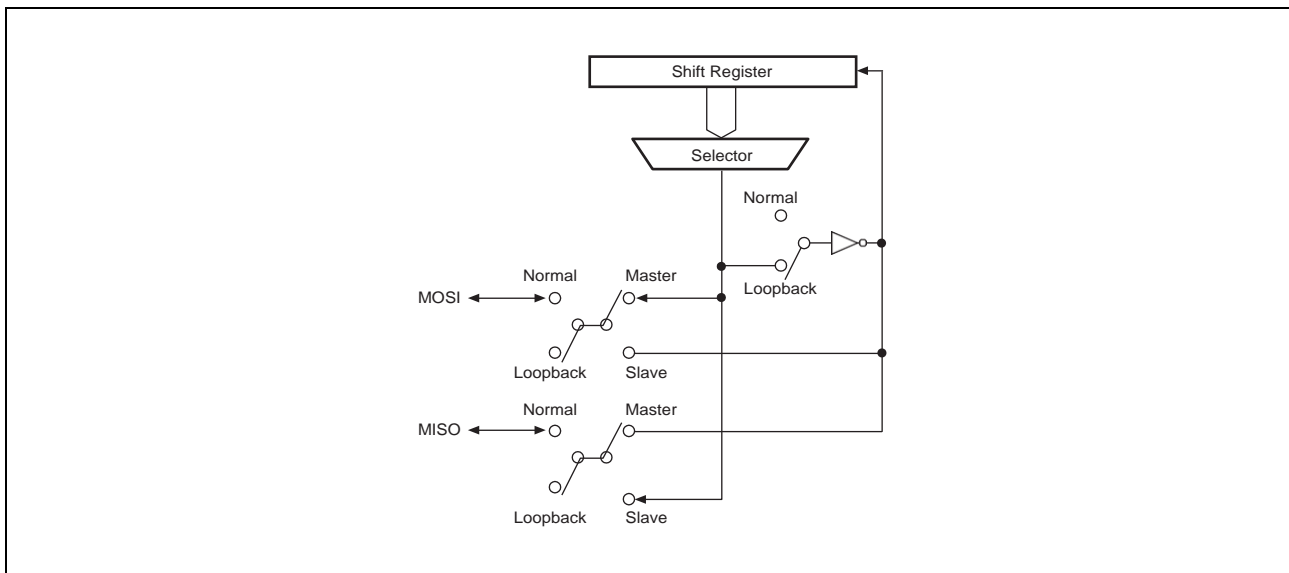 Shift Register
Selector
Normal
Loopback
Normal Master
MOSI
Loopback Slave
Normal Master
MISO
Loopback Slave